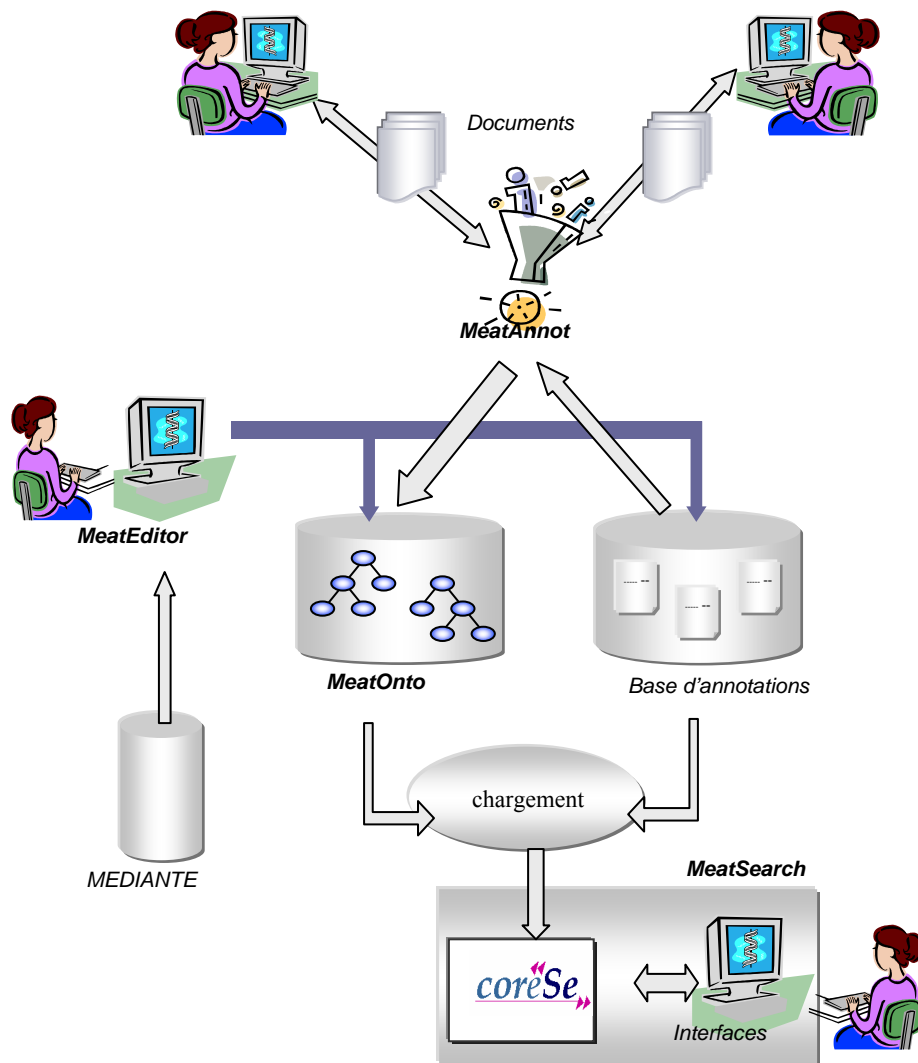 Documents
MeatAnnot
MeatEditor
MeatOnto
Base d'annotations
chargement
MEDIANTE
MeatSearch
coreSe
Interfaces